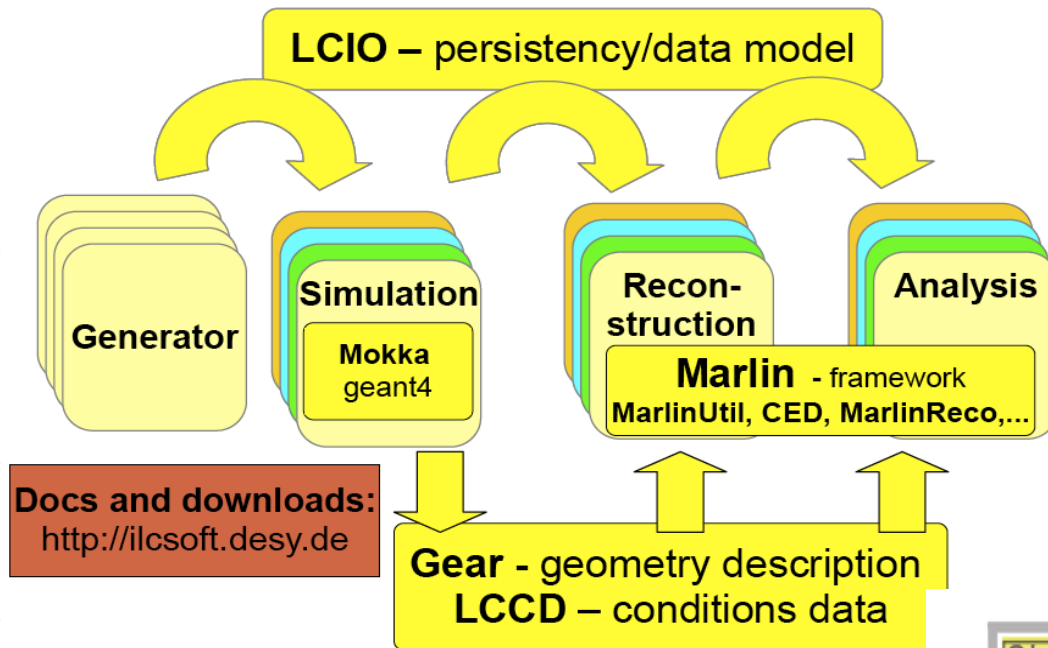 LCIO – persistency/data model
Generator
Simulation
Mokka
geant4
Recon-
struction
Analysis
Marlin - framework
MarlinUtil, CED, MarlinReco,...
Docs and downloads:
http://ilcsoft.desy.de
Gear - geometry description
LCCD – conditions data